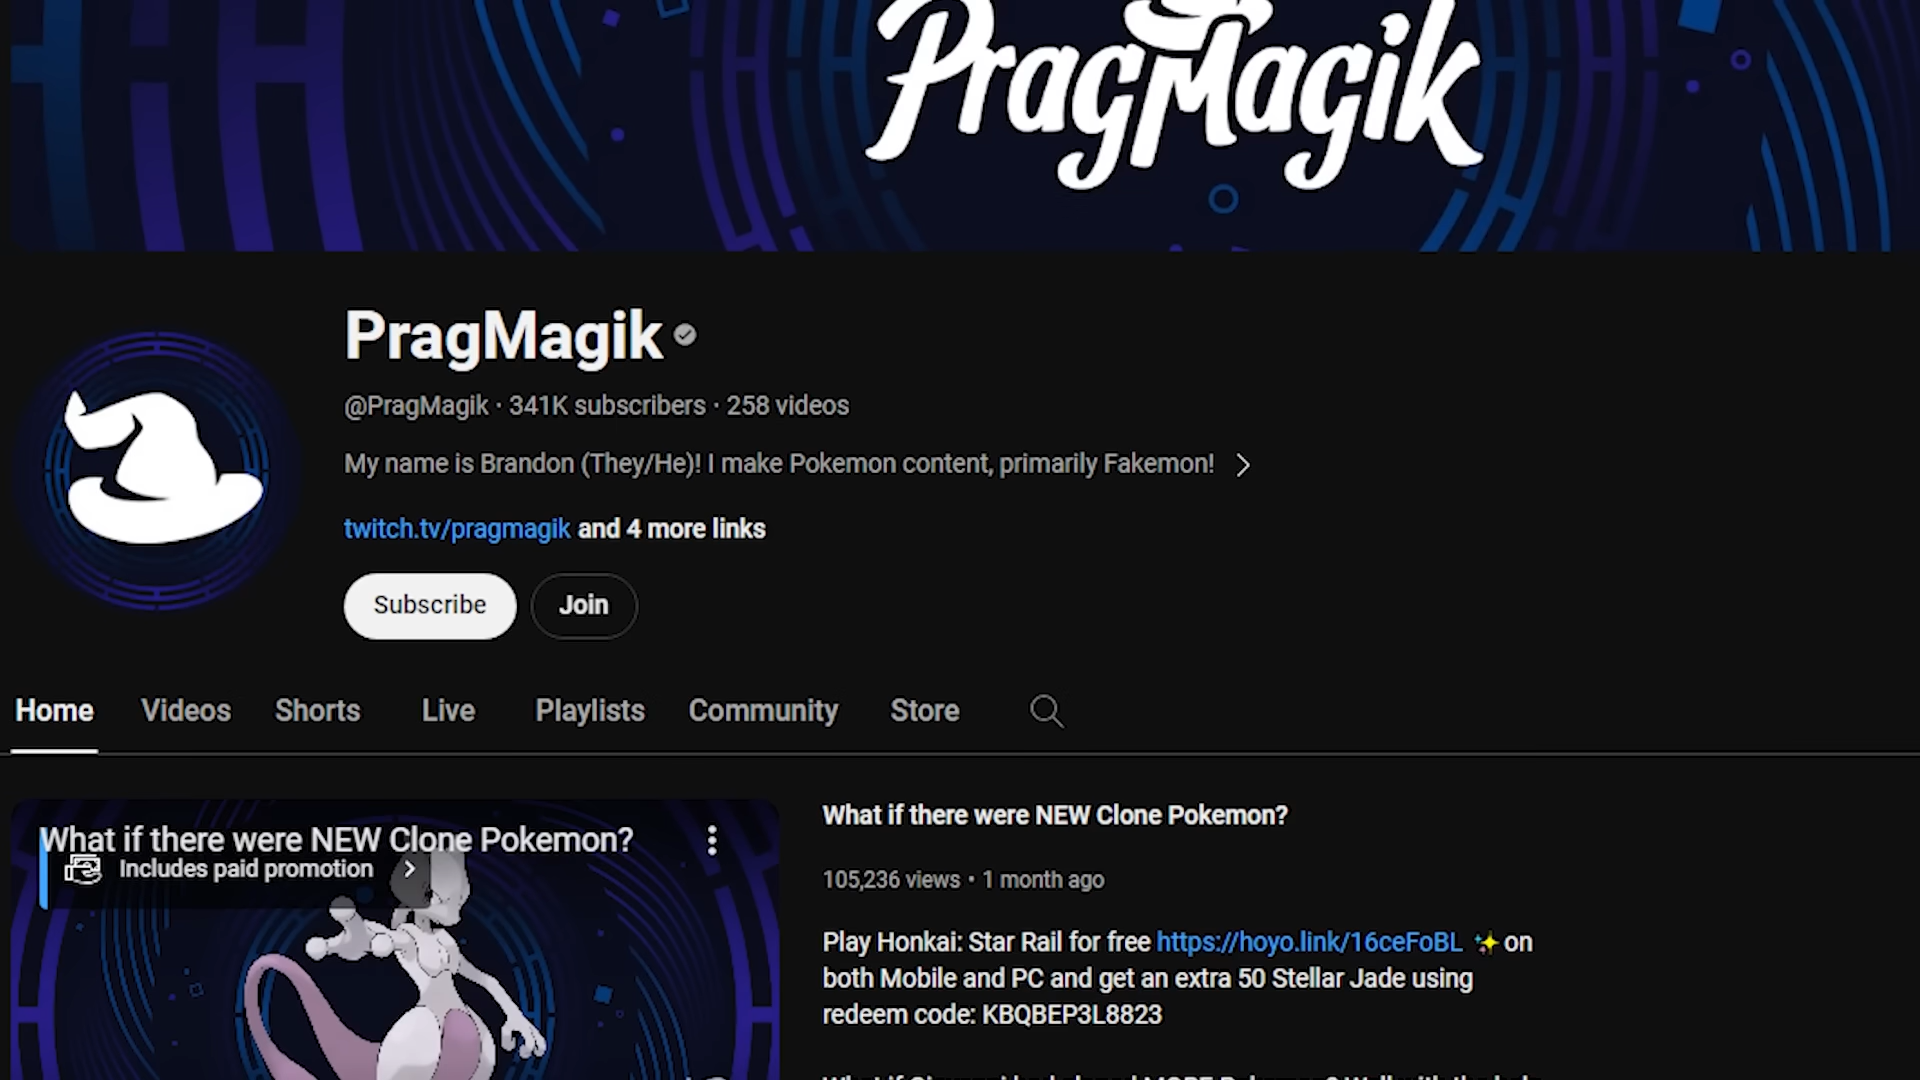 PragMagik
PragMagik
@PragMagik · 341K subscribers · 258 videos
My name is Brandon (They/He)! I make Pokemon content, primarily Fakemon!
twitch.tv/pragmagik and 4 more links
Subscribe Join
Home Videos Shorts Live Playlists Community Store
What if there were NEW Clone Pokemon?
Includes paid promotion
What if there were NEW Clone Pokemon?
105,236 views • 1 month ago
Play Honkai: Star Rail for free https://hoyo.link/16ceFoBL ✨ on
both Mobile and PC and get an extra 50 Stellar Jade using
redeem code: KBQBEP3L8823